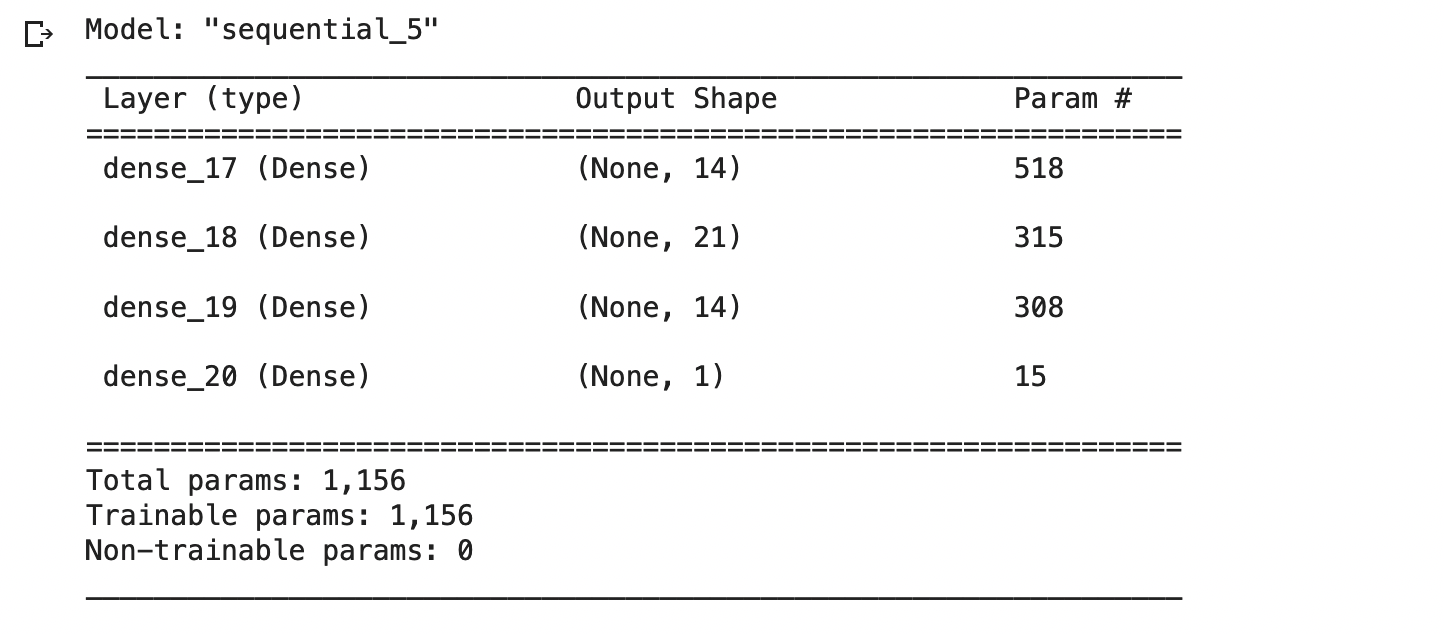 Model: "sequential_5"
_________________________________________________________________
Layer (type) Output Shape Param #
=================================================================
dense_17 (Dense) (None, 14) 518
dense_18 (Dense) (None, 21) 315
dense_19 (Dense) (None, 14) 308
dense_20 (Dense) (None, 1) 15
=================================================================
Total params: 1,156
Trainable params: 1,156
Non-trainable params: 0
_________________________________________________________________